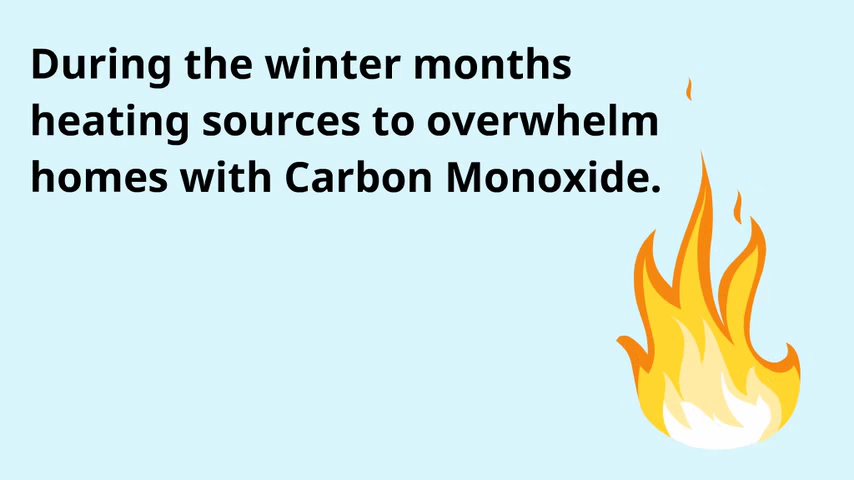 During the winter months
heating sources to overwhelm
homes with Carbon Monoxide.